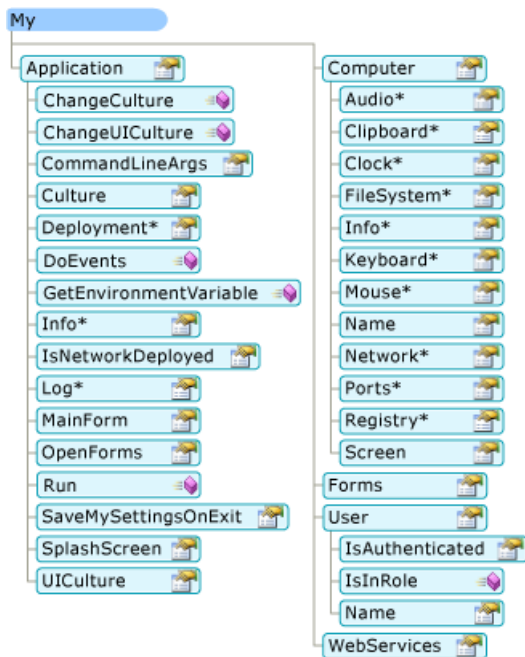 My
Application
ChangeCulture
ChangeUICulture
CommandLineArgs
Culture
Deployment*
DoEvents
GetEnvironmentVariable
Info*
IsNetworkDeployed
Log*
MainForm
OpenForms
Run
SaveMySettingsOnExit
SplashScreen
UICulture
Computer
Audio*
Clipboard*
Clock*
FileSystem*
Info*
Keyboard*
Mouse*
Name
Network*
Ports*
Registry*
Screen
Forms
User
IsAuthenticated
IsInRole
Name
WebServices